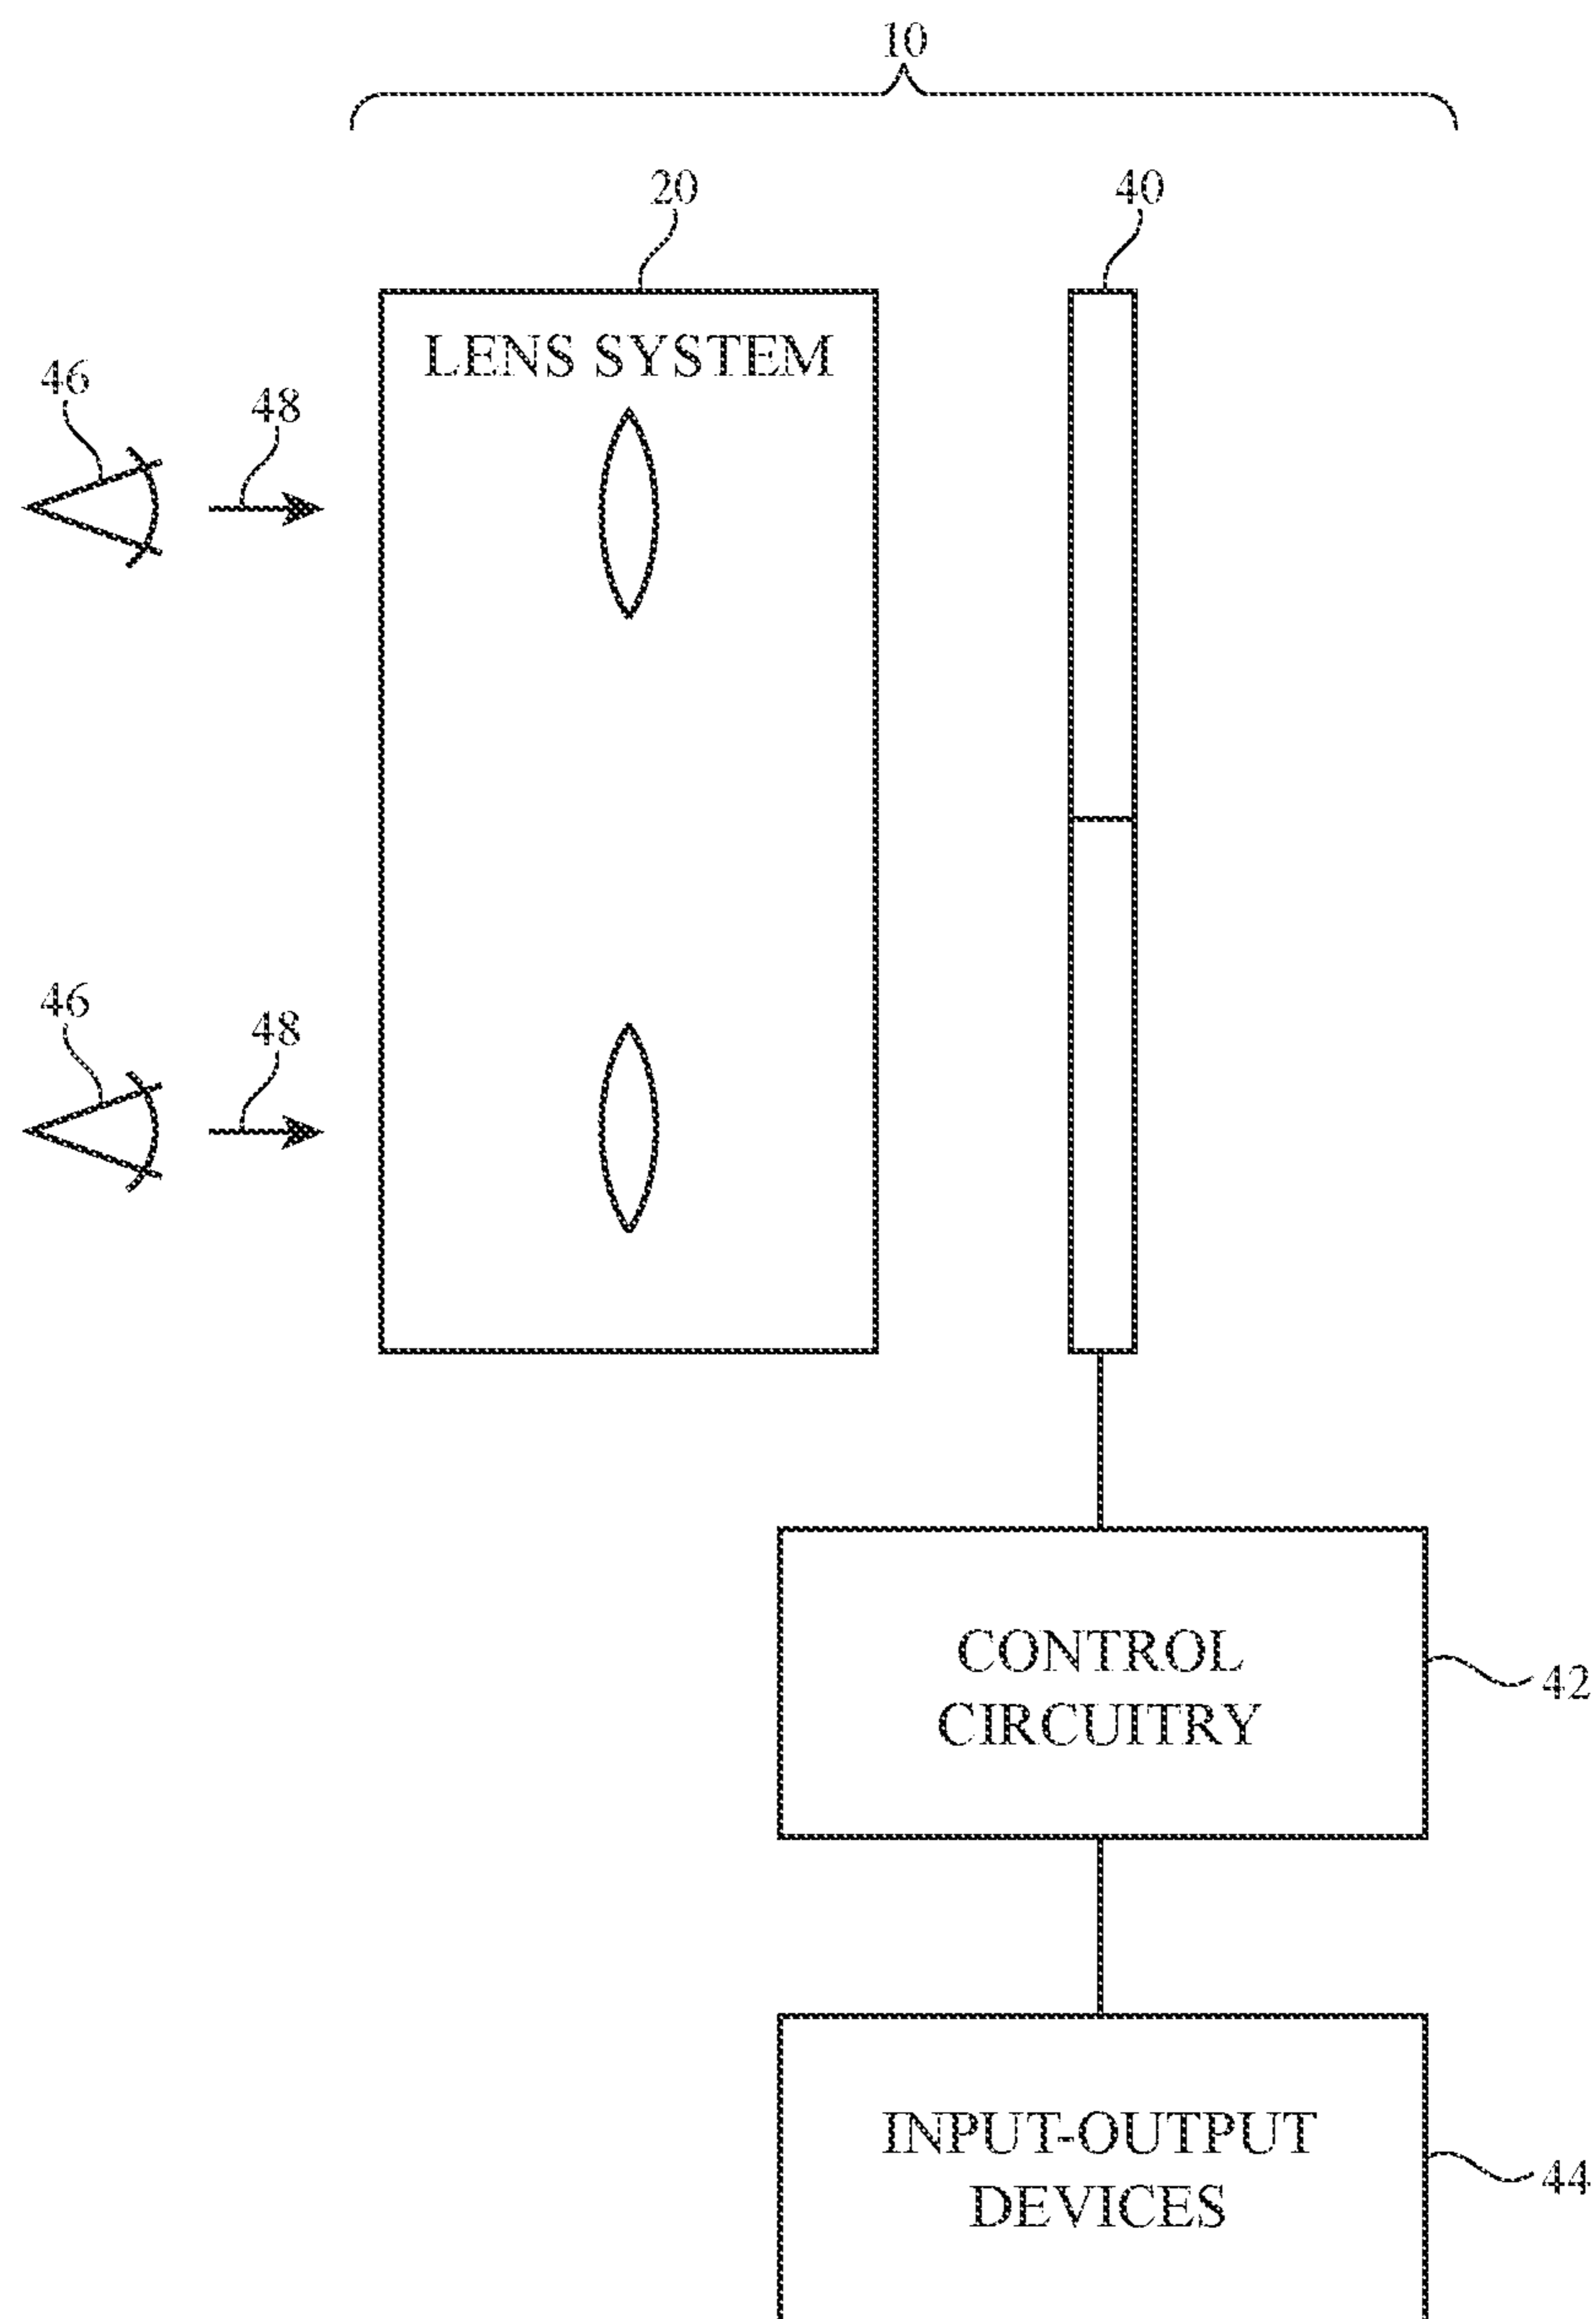 10
20
40
LENS SYSTEM
46
48
46
48
CONTROL
CIRCUITRY
42
INPUT-OUTPUT
DEVICES
44